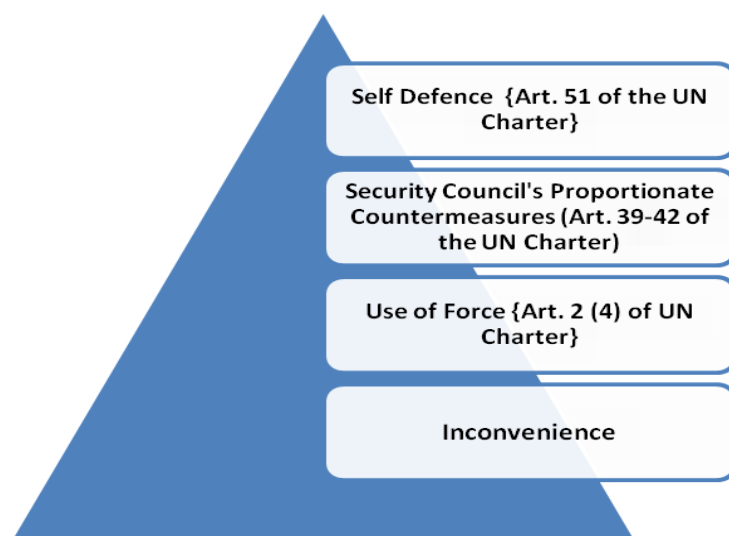 Self Defence {Art. 51 of the UN
Charter}
Security Council's Proportionate
Countermeasures (Art. 39-42 of
the UN Charter)
Use of Force {Art. 2 (4) of UN
Charter}
Inconvenience